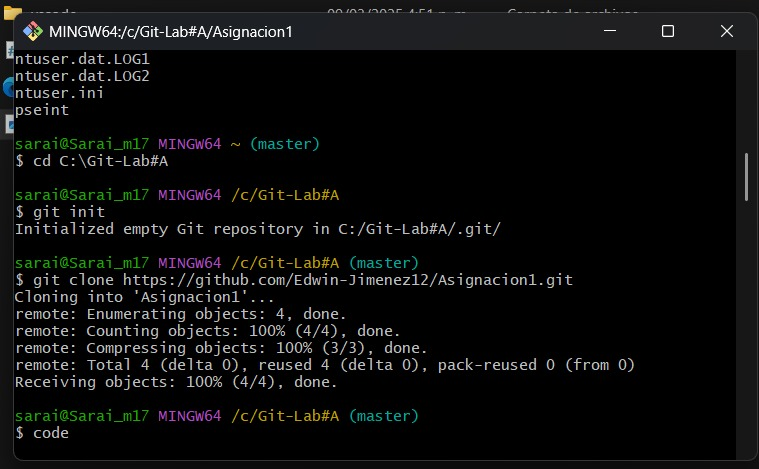 MINGW64:/c/Git-Lab#A/Asignacion1
ntuser.dat.LOG1
ntuser.dat.LOG2
ntuser.ini
pseint
sarai@Sarai_m17 MINGW64 ~ (master)
$ cd C:\Git-Lab#A
sarai@Sarai_m17 MINGW64 /c/Git-Lab#A
$ git init
Initialized empty Git repository in C:/Git-Lab#A/.git/
sarai@Sarai_m17 MINGW64 /c/Git-Lab#A (master)
$ git clone https://github.com/Edwin-Jimenez12/Asignacion1.git
Cloning into 'Asignacion1'...
remote: Enumerating objects: 4, done.
remote: Counting objects: 100% (4/4), done.
remote: Compressing objects: 100% (3/3), done.
remote: Total 4 (delta 0), reused 4 (delta 0), pack-reused 0 (from 0)
Receiving objects: 100% (4/4), done.
sarai@Sarai_m17 MINGW64 /c/Git-Lab#A (master)
$ code